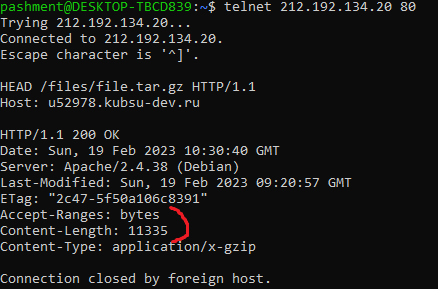 pashment@DESKTOP-TBCD839:~$ telnet 212.192.134.20 80
Trying 212.192.134.20...
Connected to 212.192.134.20.
Escape character is '^]'.
HEAD /files/file.tar.gz HTTP/1.1
Host: u52978.kubsu-dev.ru
HTTP/1.1 200 OK
Date: Sun, 19 Feb 2023 10:30:40 GMT
Server: Apache/2.4.38 (Debian)
Last-Modified: Sun, 19 Feb 2023 09:20:57 GMT
ETag: "2c47-5f50a106c8391"
Accept-Ranges: bytes
Content-Length: 11335
Content-Type: application/x-gzip
Connection closed by foreign host.